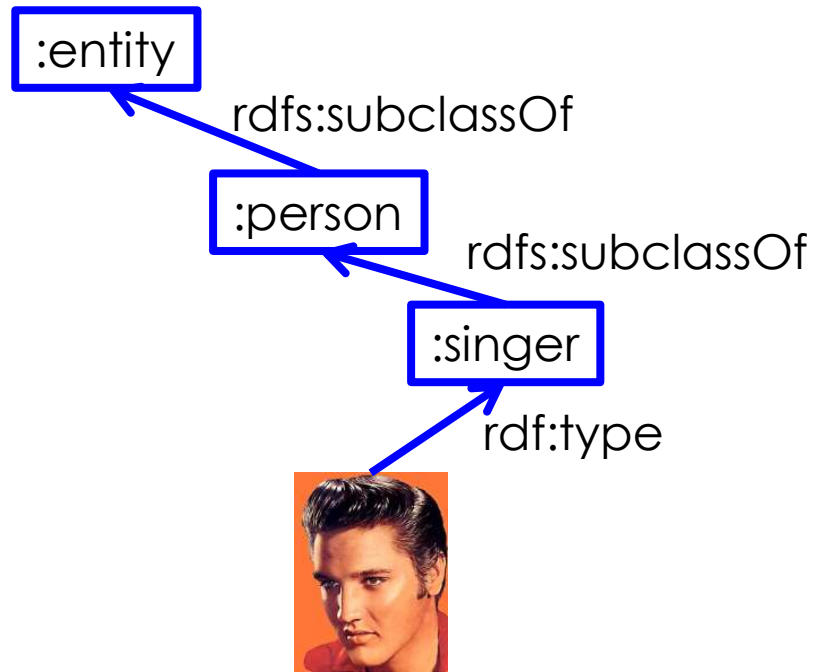 :entity
rdfs:subclassOf
:person
rdfs:subclassOf
:singer
rdf:type